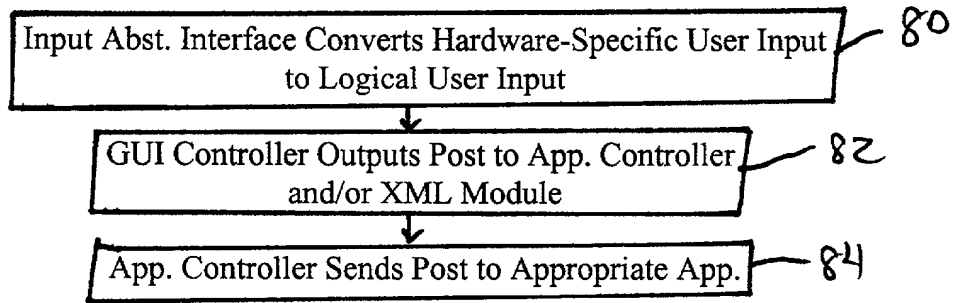 Input Abst. Interface Converts Hardware-Specific User Input
to Logical User Input
80
GUI Controller Outputs Post to App. Controller
and/or XML Module
82
App. Controller Sends Post to Appropriate App.
84